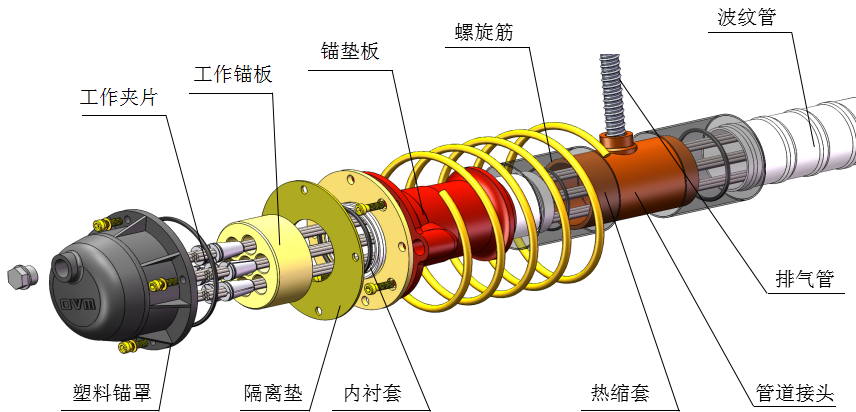 波纹管
螺旋筋
锚垫板
工作锚板
工作夹片
OVM
排气管
塑料锚罩
隔离垫
内衬套
热缩套
管道接头